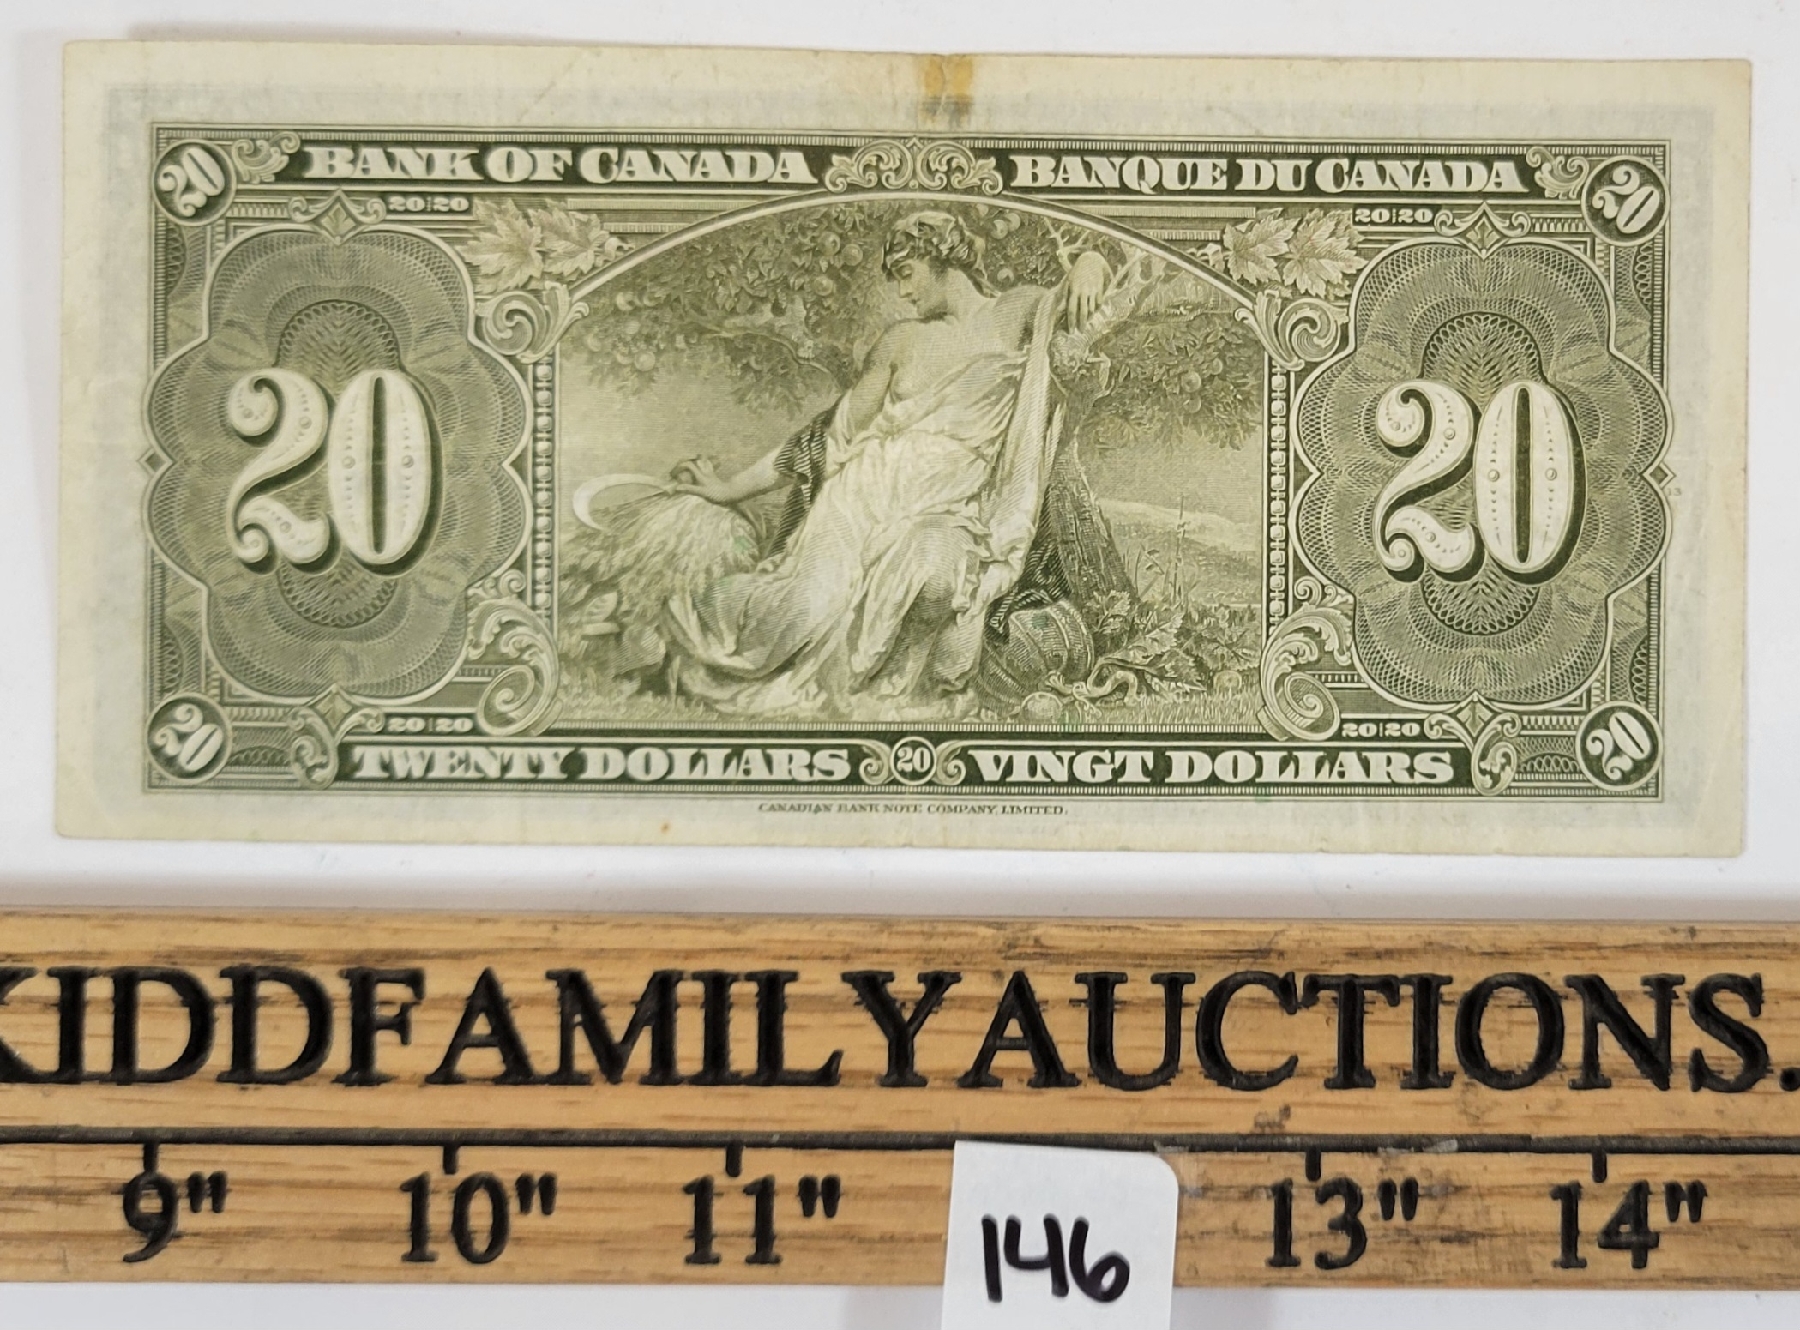 20 BANK OF CANADA BANQUE DU CANADA 20
20|20 20|20
20 20
20|20 20|20
20 TWENTY DOLLARS 20 VINGT DOLLARS 20
CANADIAN BANK NOTE COMPANY, LIMITED.
KIDDFAMILYAUCTIONS.
9" 10" 11" 13" 14"
146